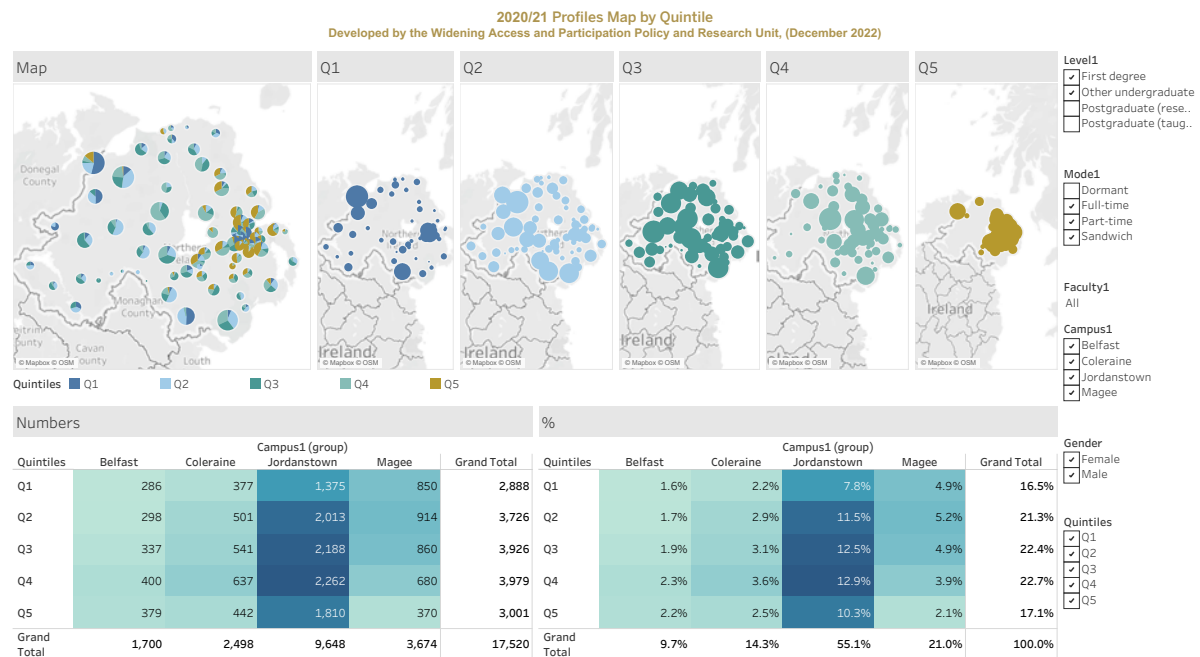 2020/21 Profiles Map by Quintile
Developed by the Widening Access and Participation Policy and Research Unit, (December 2022)
Map
Q1
Q2
Q3
Q4
Q5
Donegal
County
Monaghan
County
Cavan
County
Louth
© Mapbox © OSM
Ireland
© Mapbox © OSM
Ireland
© Mapbox © OSM
Ireland
© Mapbox © OSM
© Mapbox © OSM
Ireland
© Mapbox © OSM
Quintiles Q1 Q2 Q3 Q4 Q5
Level1
First degree
Other undergraduate
Postgraduate (rese..
Postgraduate (taug..
Mode1
Dormant
Full-time
Part-time
Sandwich
Faculty1
All
Campus1
Belfast
Coleraine
Jordanstown
Magee
Gender
Female
Male
Quintiles
Q1
Q2
Q3
Q4
Q5
Numbers
Campus1 (group)
Quintiles Belfast Coleraine Jordanstown Magee Grand Total
Q1 286 377 1,375 850 2,888
Q2 298 501 2,013 914 3,726
Q3 337 541 2,188 860 3,926
Q4 400 637 2,262 680 3,979
Q5 379 442 1,810 370 3,001
Grand
Total 1,700 2,498 9,648 3,674 17,520
%
Campus1 (group)
Quintiles Belfast Coleraine Jordanstown Magee Grand Total
Q1 1.6% 2.2% 7.8% 4.9% 16.5%
Q2 1.7% 2.9% 11.5% 5.2% 21.3%
Q3 1.9% 3.1% 12.5% 4.9% 22.4%
Q4 2.3% 3.6% 12.9% 3.9% 22.7%
Q5 2.2% 2.5% 10.3% 2.1% 17.1%
Grand
Total 9.7% 14.3% 55.1% 21.0% 100.0%